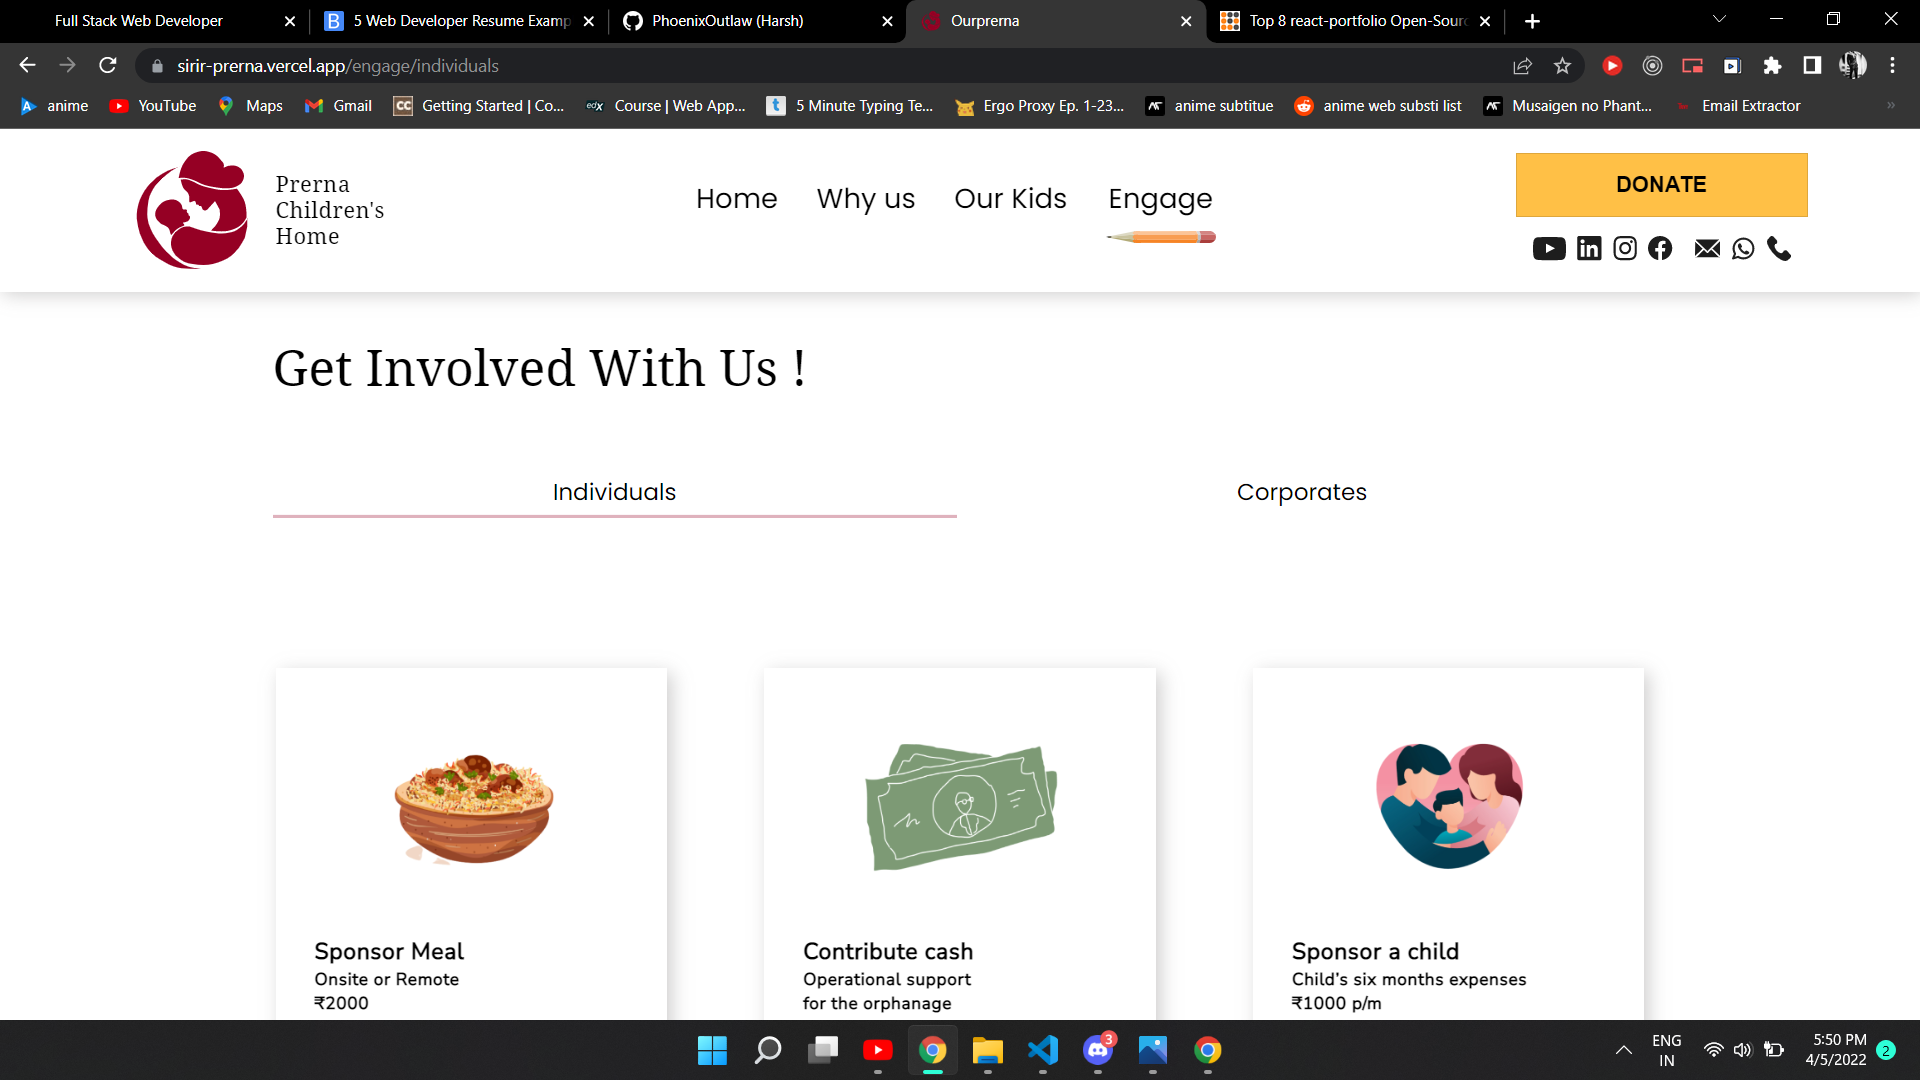 Full Stack Web Developer
5 Web Developer Resume Examp
PhoenixOutlaw (Harsh)
Ourprerna
Top 8 react-portfolio Open-Sourc
sirir-prerna.vercel.app/engage/individuals
anime
YouTube
Maps
Gmail
CC
Getting Started | Co...
edX
Course | Web App...
t
5 Minute Typing Te...
Ergo Proxy Ep. 1-23...
anime subtitue
anime web substi list
Musaigen no Phant...
Email Extractor
»
Prerna
Children's
Home
Home
Why us
Our Kids
Engage
DONATE
Get Involved With Us !
Individuals
Corporates
Sponsor Meal
Onsite or Remote
₹2000
Contribute cash
Operational support
for the orphanage
Sponsor a child
Child's six months expenses
₹1000 p/m
3
ENG
IN
5:50 PM
4/5/2022
2